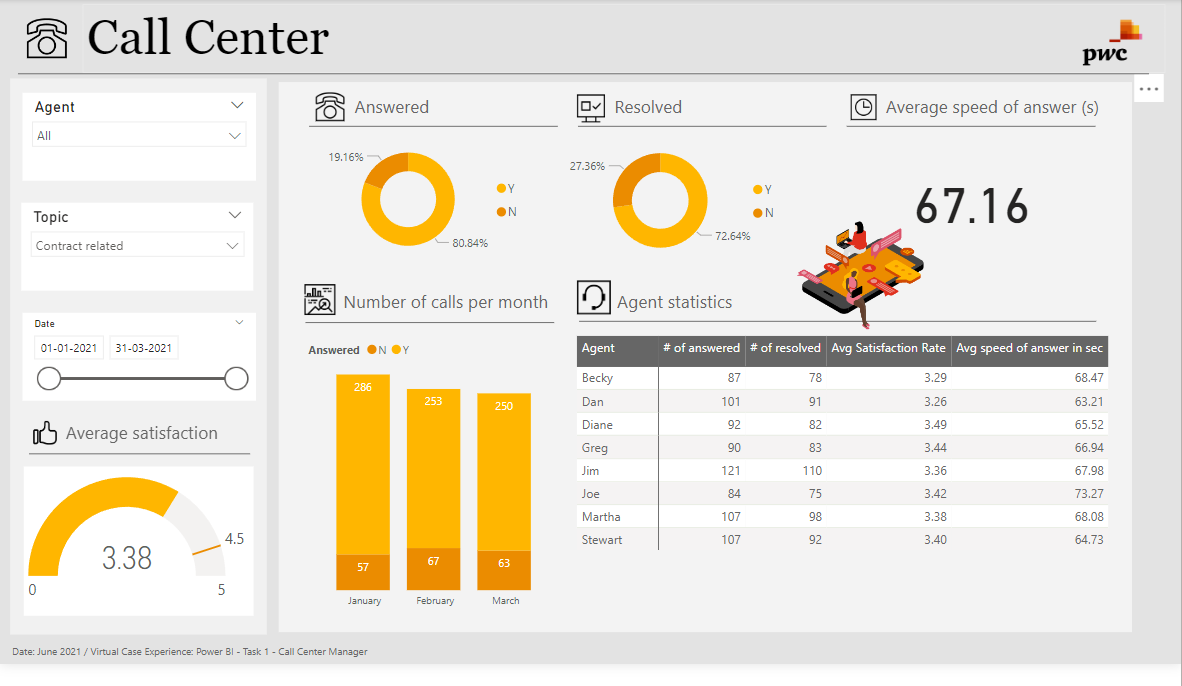 Call Center
pwc
Agent
All
Topic
Contract related
Date
01-01-2021 31-03-2021
Average satisfaction
3.38
4.5
0 5
Answered
19.16%
Y
N
80.84%
Resolved
27.36%
Y
N
72.64%
Average speed of answer (s)
67.16
Number of calls per month
Answered N Y
286 253 250
57 67 63
January February March
Agent statistics
Agent # of answered # of resolved Avg Satisfaction Rate Avg speed of answer in sec
Becky 87 78 3.29 68.47
Dan 101 91 3.26 63.21
Diane 92 82 3.49 65.52
Greg 90 83 3.44 66.94
Jim 121 110 3.36 67.98
Joe 84 75 3.42 73.27
Martha 107 98 3.38 68.08
Stewart 107 92 3.40 64.73
Date: June 2021 / Virtual Case Experience: Power BI - Task 1 - Call Center Manager